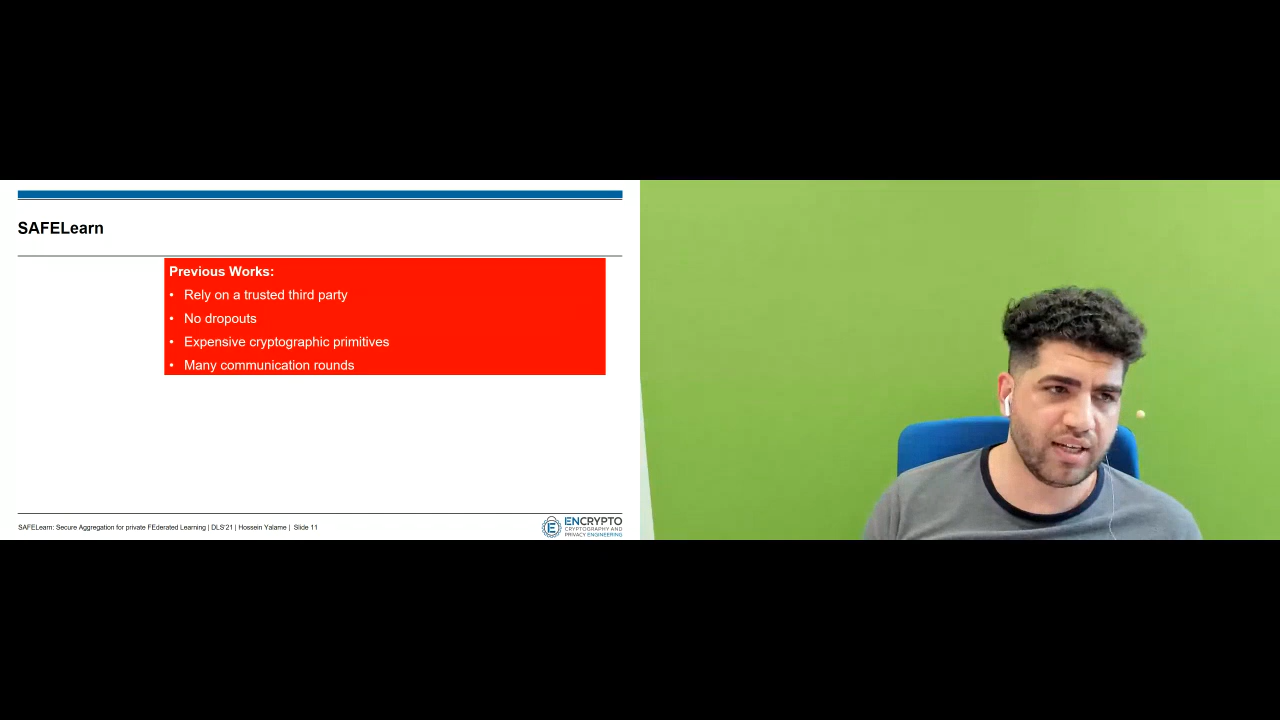 SAFELearn
Previous Works:
• Rely on a trusted third party
• No dropouts
• Expensive cryptographic primitives
• Many communication rounds
SAFELearn: Secure Aggregation for private FEderated Learning | DLS'21 | Hossein Yalame | Slide 11
ENCRYPTO
CRYPTOGRAPHY AND
PRIVACY ENGINEERING